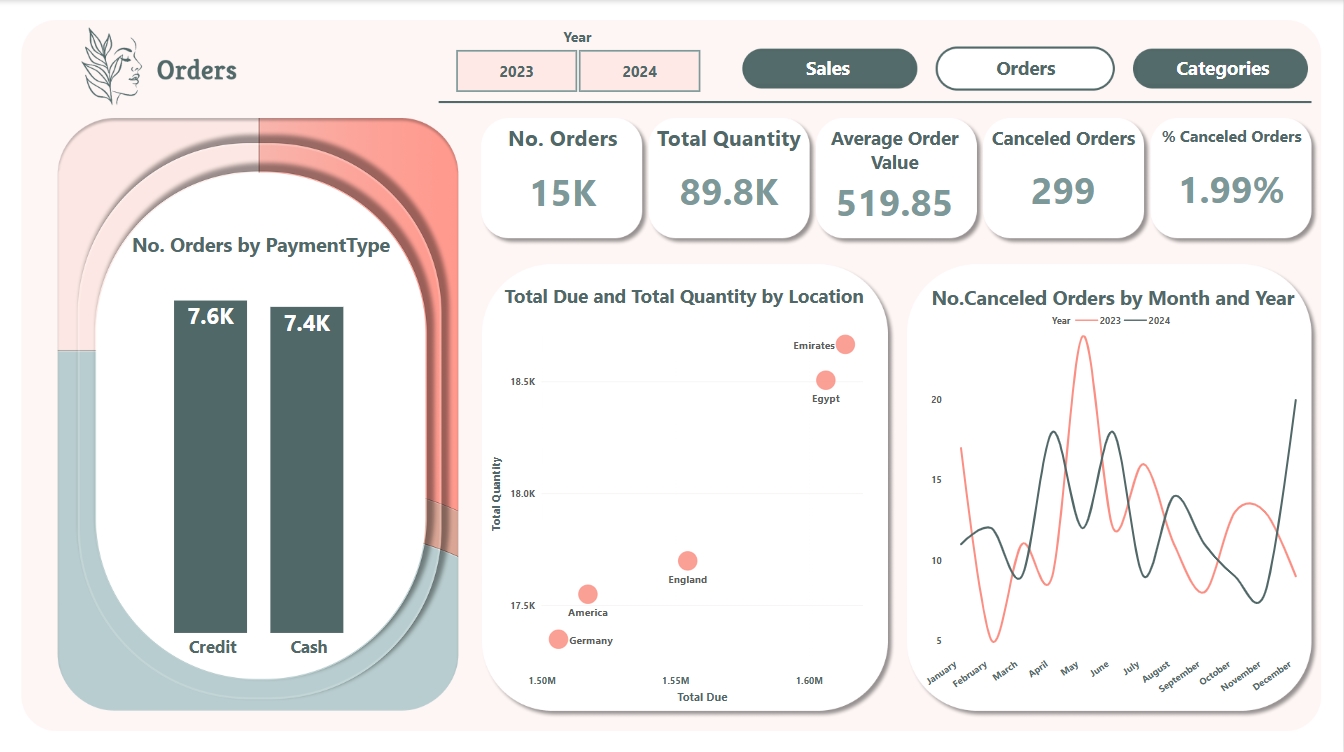 Orders
Year
2023
2024
Sales
Orders
Categories
No. Orders
15K
Total Quantity
89.8K
Average Order
Value
519.85
Canceled Orders
299
% Canceled Orders
1.99%
No. Orders by PaymentType
7.6K
7.4K
Credit
Cash
Total Due and Total Quantity by Location
Total Quantity
18.5K
18.0K
17.5K
Emirates
Egypt
England
America
Germany
1.50M
1.55M
1.60M
Total Due
No.Canceled Orders by Month and Year
Year 2023 2024
20
15
10
5
January
February
March
April
May
June
July
August
September
October
November
December